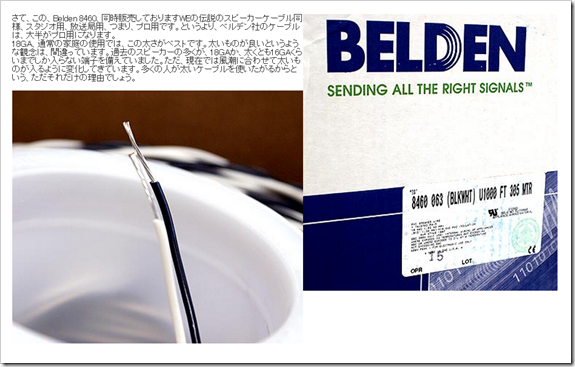 さて、この、Belden 8460、同時販売しておりますWEの伝説のスピーカーケーブル同
様、スタジオ用、放送局用、つまり、プロ用です。というより、ベルデン社のケーブル
は、大半がプロ用になります。
18GA、通常の家庭の使用では、この太さがベストです。太いものが良いというよう
な観念は、間違っています。過去のスピーカーの多くが、18GAか、太くとも16GAくら
いまでしか入らない端子を備えていました。ただ、現在では風潮に合わせて太いも
のが入るように変化してきています。多くの人が太いケーブルを使いたがるからと
いう、ただそれだけの理由でしょう。
BELDEN
SENDING ALL THE RIGHT SIGNALS™
8460 063 (BLKWHT) U1000 FT 305 MTR
15
OPR
LOT